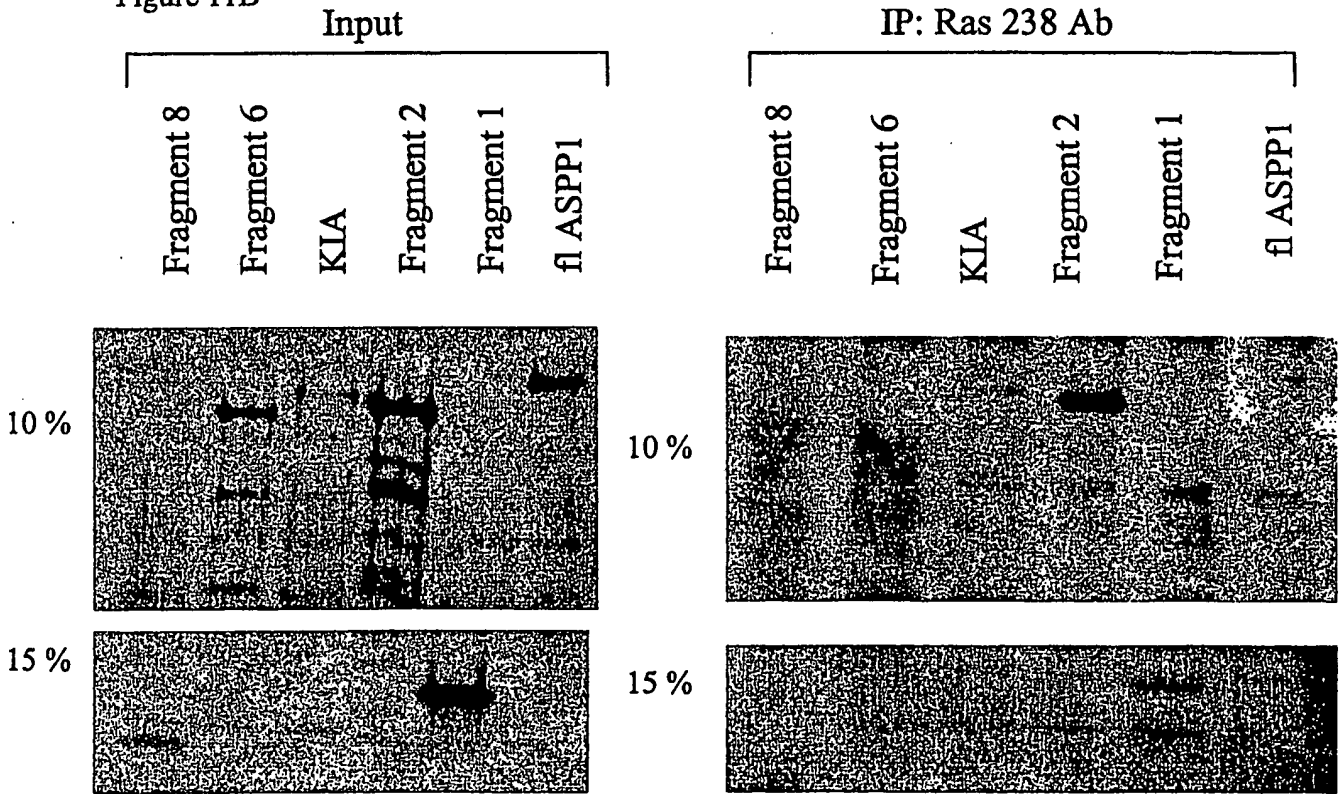 Figure 11B
Input
IP: Ras 238 Ab
Fragment 8
Fragment 6
KIA
Fragment 2
Fragment 1
fl ASPP1
Fragment 8
Fragment 6
KIA
Fragment 2
Fragment 1
fl ASPP1
10 %
10 %
15 %
15 %